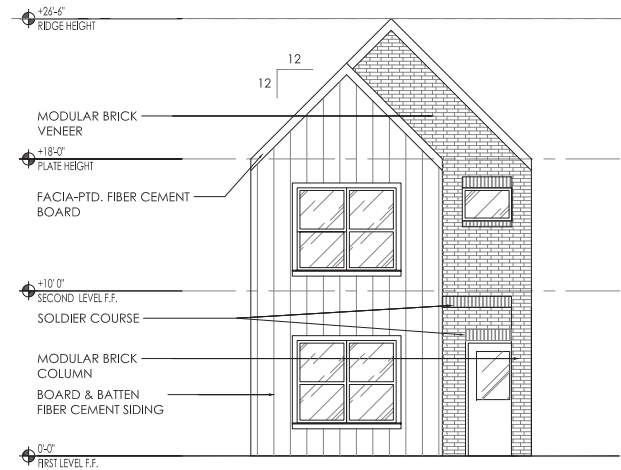 +26'-6"
RIDGE HEIGHT
12
12
MODULAR BRICK
VENEER
+18'-0"
PLATE HEIGHT
FACIA-PTD. FIBER CEMENT
BOARD
+10' 0"
SECOND LEVEL F.F.
SOLDIER COURSE
MODULAR BRICK
COLUMN
BOARD & BATTEN
FIBER CEMENT SIDING
0'-0"
FIRST LEVEL F.F.